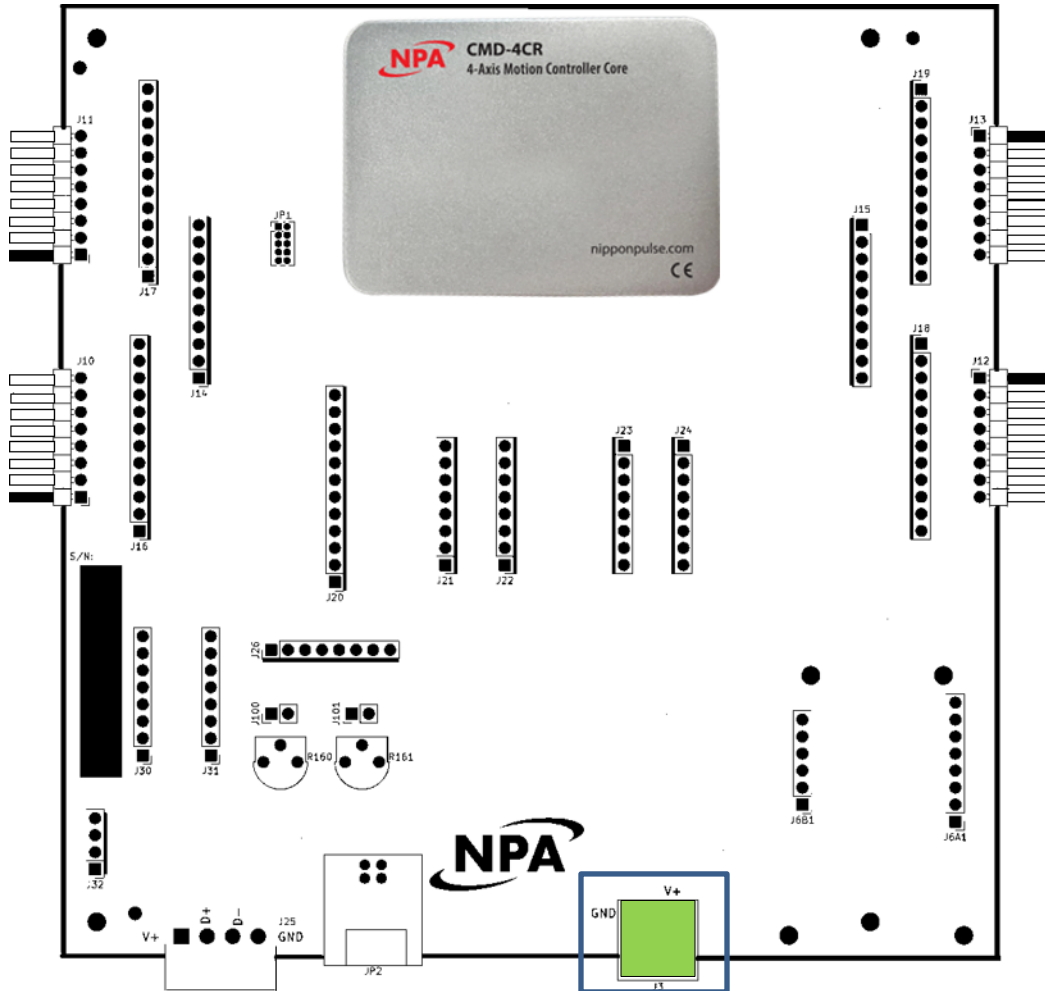 NPA
CMD-4CR
4-Axis Motion Controller Core
nipponpulse.com
CE
J11
J17
JP1
J14
J19
J13
J15
J10
J16
J18
J12
J20
J21
J22
J23
J24
S/N:
J26
J30
J31
J100
J101
R160
R161
J6B1
J6A1
J32
NPA
V+
D+
D-
J25
GND
JP2
V+
GND
J3